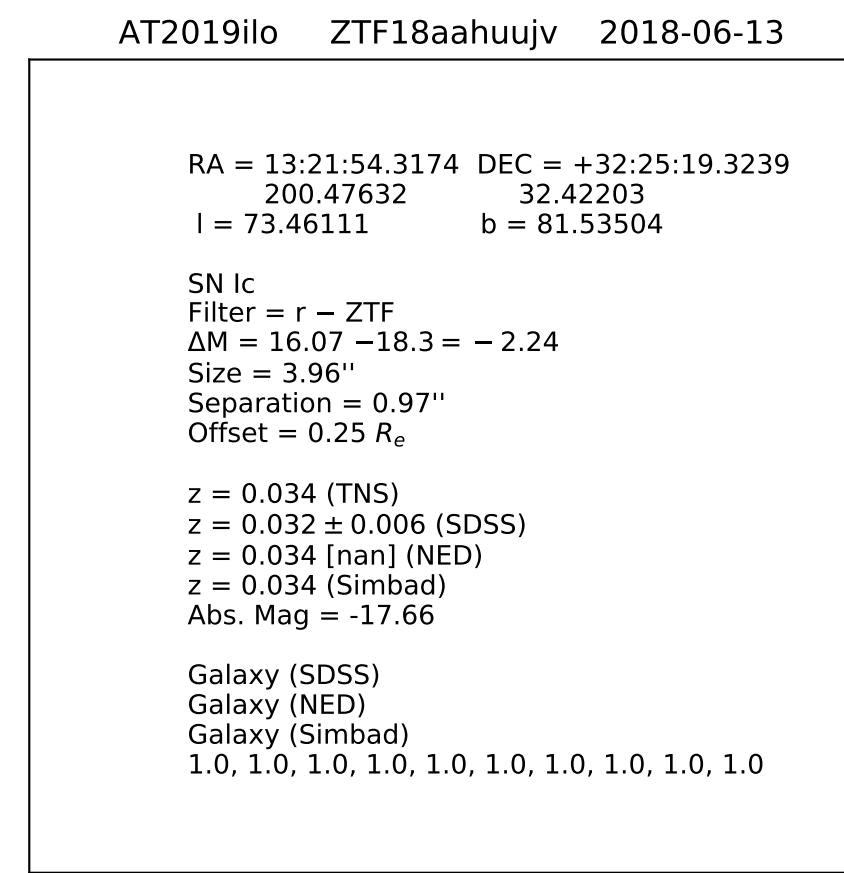 AT2019ilo ZTF18aahuujv 2018-06-13
RA = 13:21:54.3174 DEC = +32:25:19.3239
200.47632 32.42203
l = 73.46111 b = 81.53504
SN Ic
Filter = r − ZTF
ΔM = 16.07 −18.3 = − 2.24
Size = 3.96''
Separation = 0.97''
Offset = 0.25 Rₑ
z = 0.034 (TNS)
z = 0.032 ± 0.006 (SDSS)
z = 0.034 [nan] (NED)
z = 0.034 (Simbad)
Abs. Mag = -17.66
Galaxy (SDSS)
Galaxy (NED)
Galaxy (Simbad)
1.0, 1.0, 1.0, 1.0, 1.0, 1.0, 1.0, 1.0, 1.0, 1.0